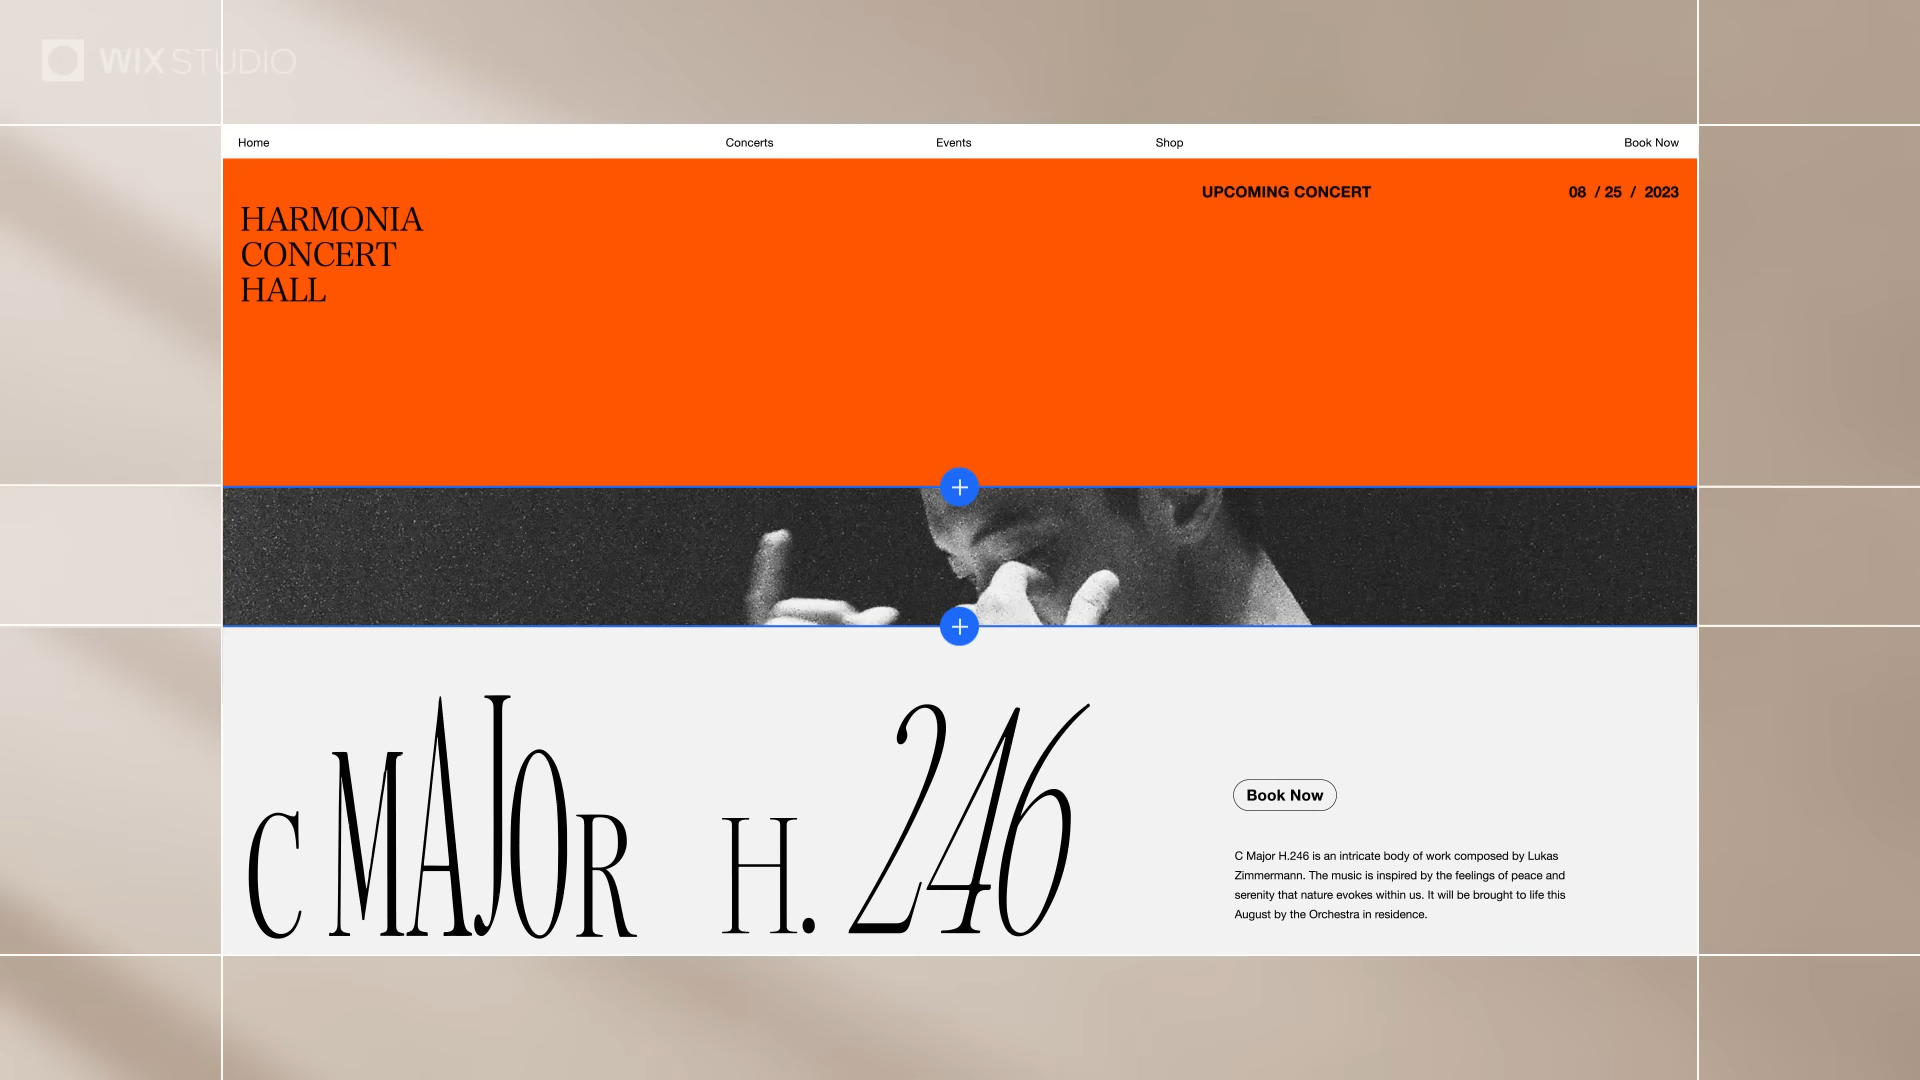 WIX STUDIO
Home
Concerts
Events
Shop
Book Now
UPCOMING CONCERT
08 / 25 / 2023
HARMONIA
CONCERT
HALL
C MAJOR H. 246
Book Now
C Major H.246 is an intricate body of work composed by Lukas
Zimmermann. The music is inspired by the feelings of peace and
serenity that nature evokes within us. It will be brought to life this
August by the Orchestra in residence.